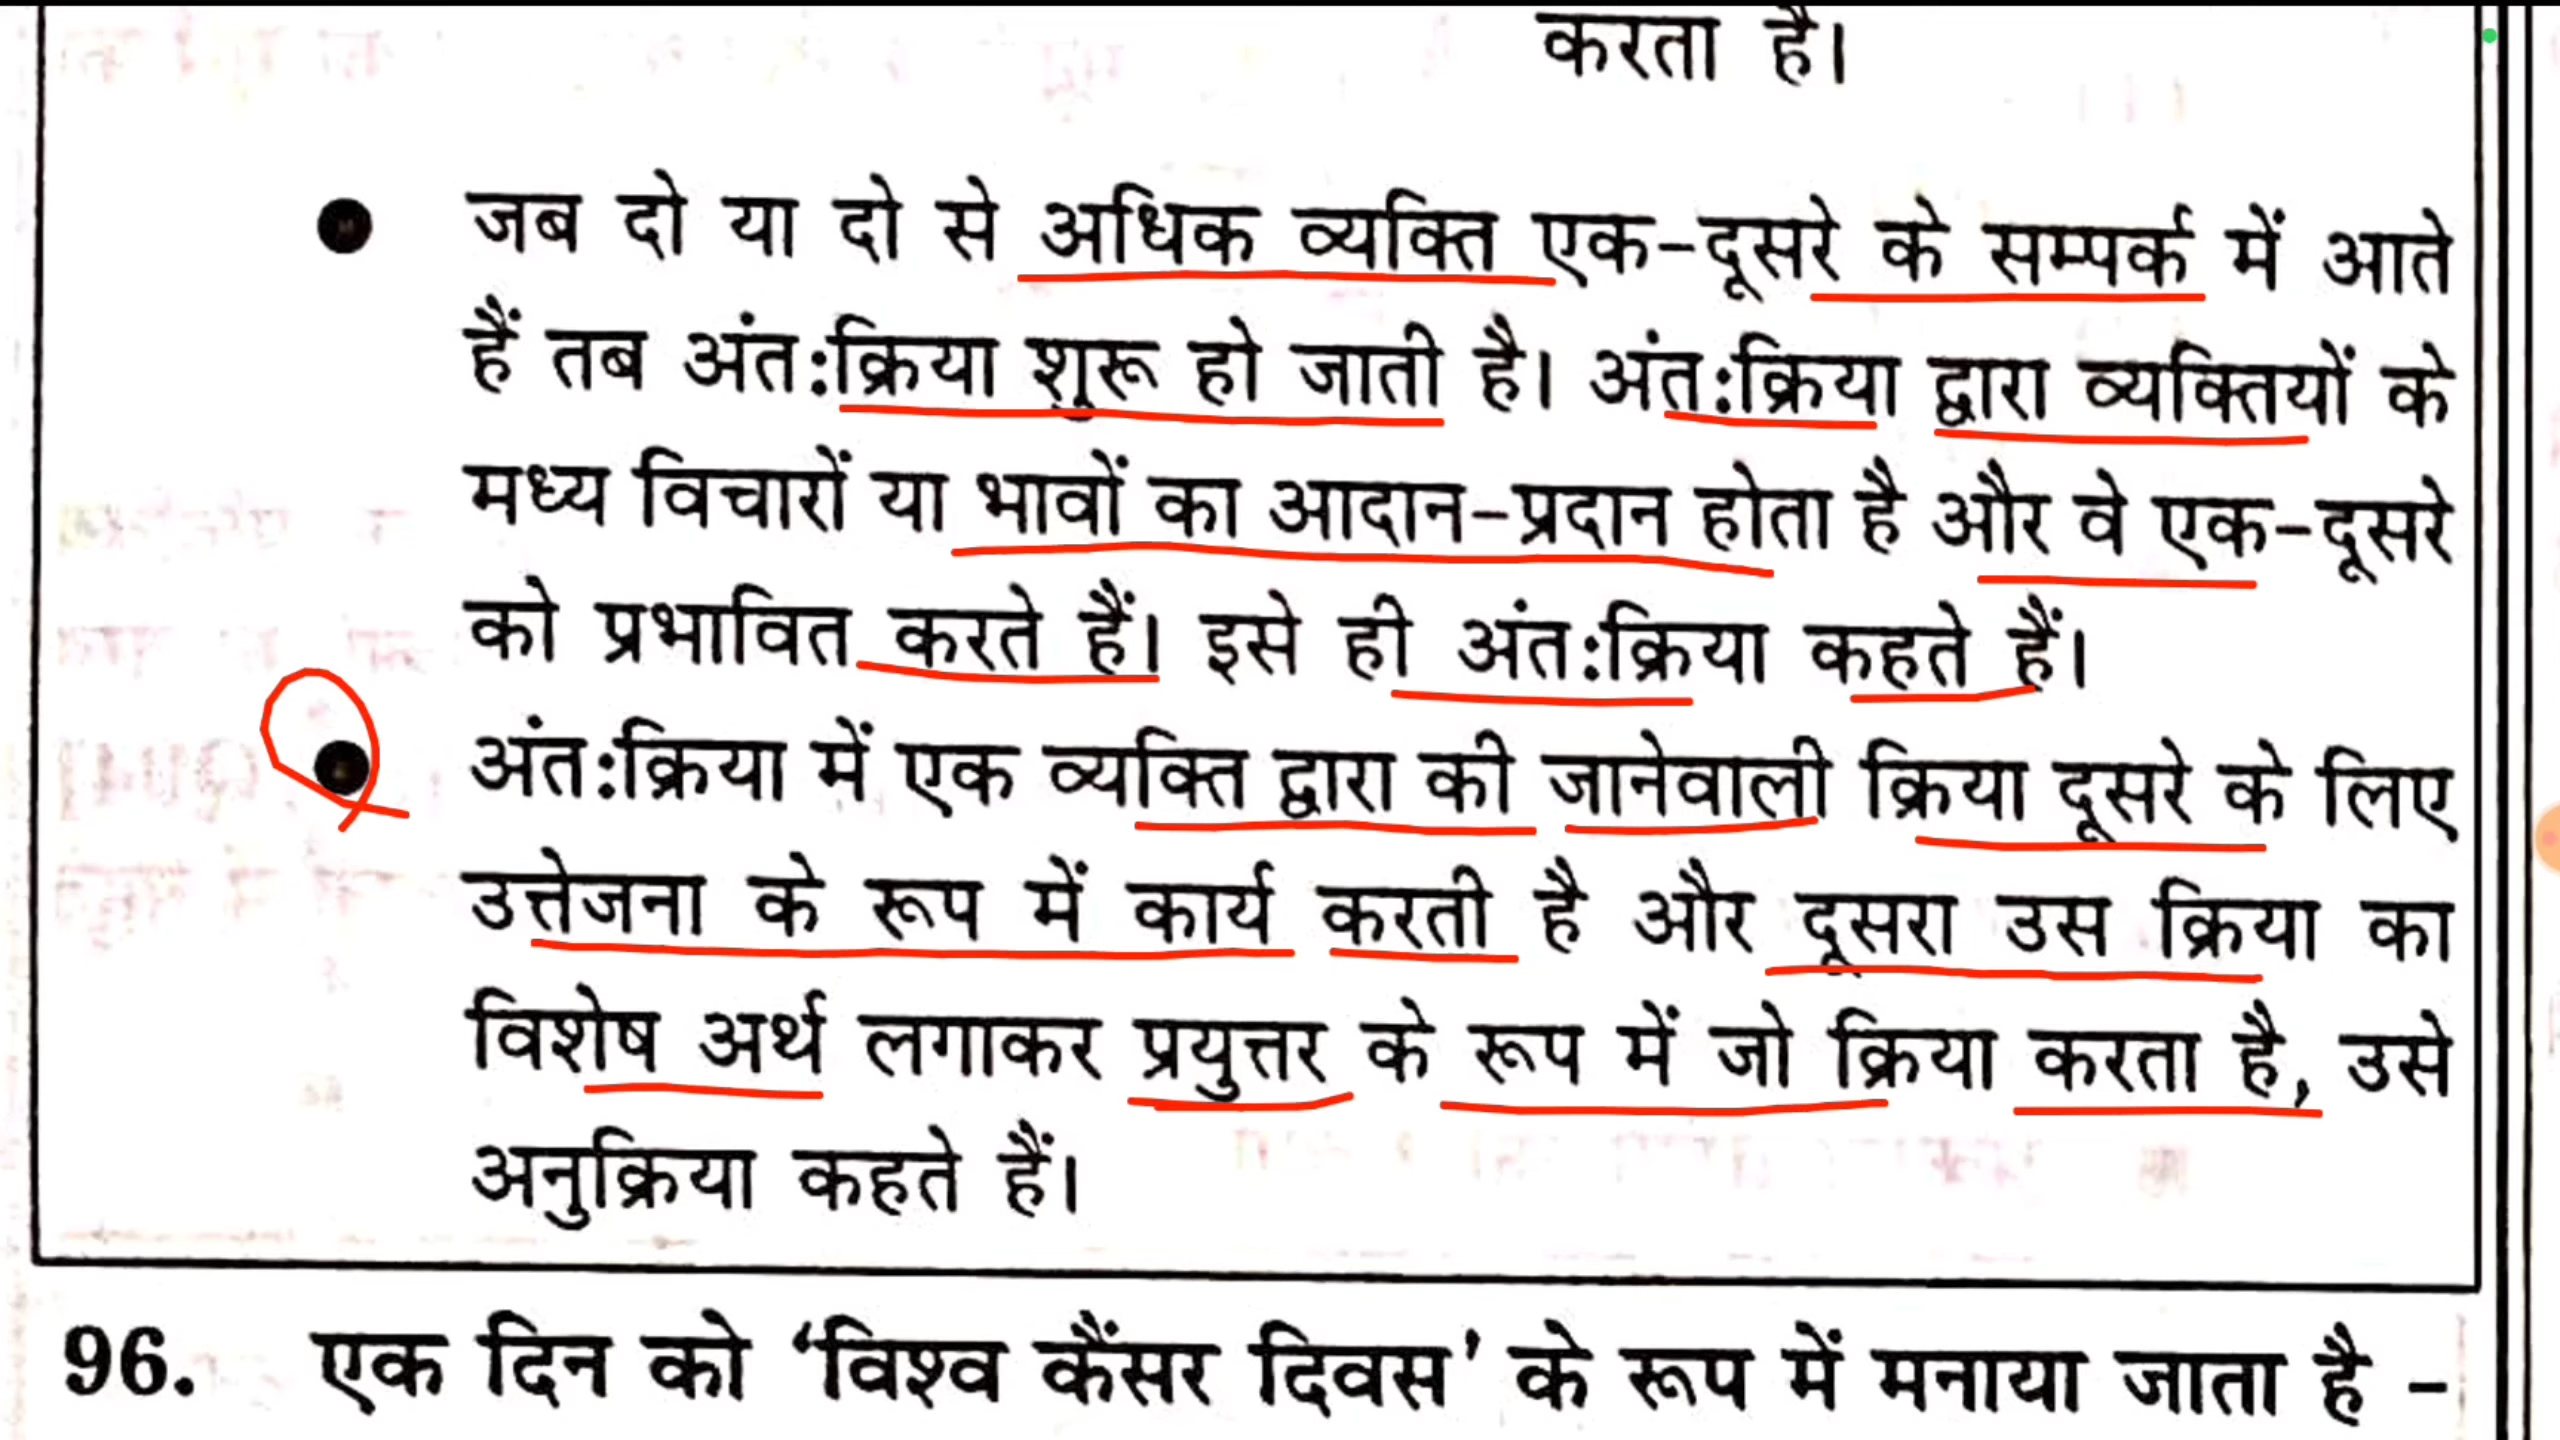 करता है।
● जब दो या दो से अधिक व्यक्ति एक-दूसरे के सम्पर्क में आते
हैं तब अंत:क्रिया शुरू हो जाती है। अंत:क्रिया द्वारा व्यक्तियों के
मध्य विचारों या भावों का आदान-प्रदान होता है और वे एक-दूसरे
को प्रभावित करते हैं। इसे ही अंत:क्रिया कहते हैं।
● अंत:क्रिया में एक व्यक्ति द्वारा की जानेवाली क्रिया दूसरे के लिए
उत्तेजना के रूप में कार्य करती है और दूसरा उस क्रिया का
विशेष अर्थ लगाकर प्रयुत्तर के रूप में जो क्रिया करता है, उसे
अनुक्रिया कहते हैं।
96. एक दिन को ‘विश्व कैंसर दिवस’ के रूप में मनाया जाता है -